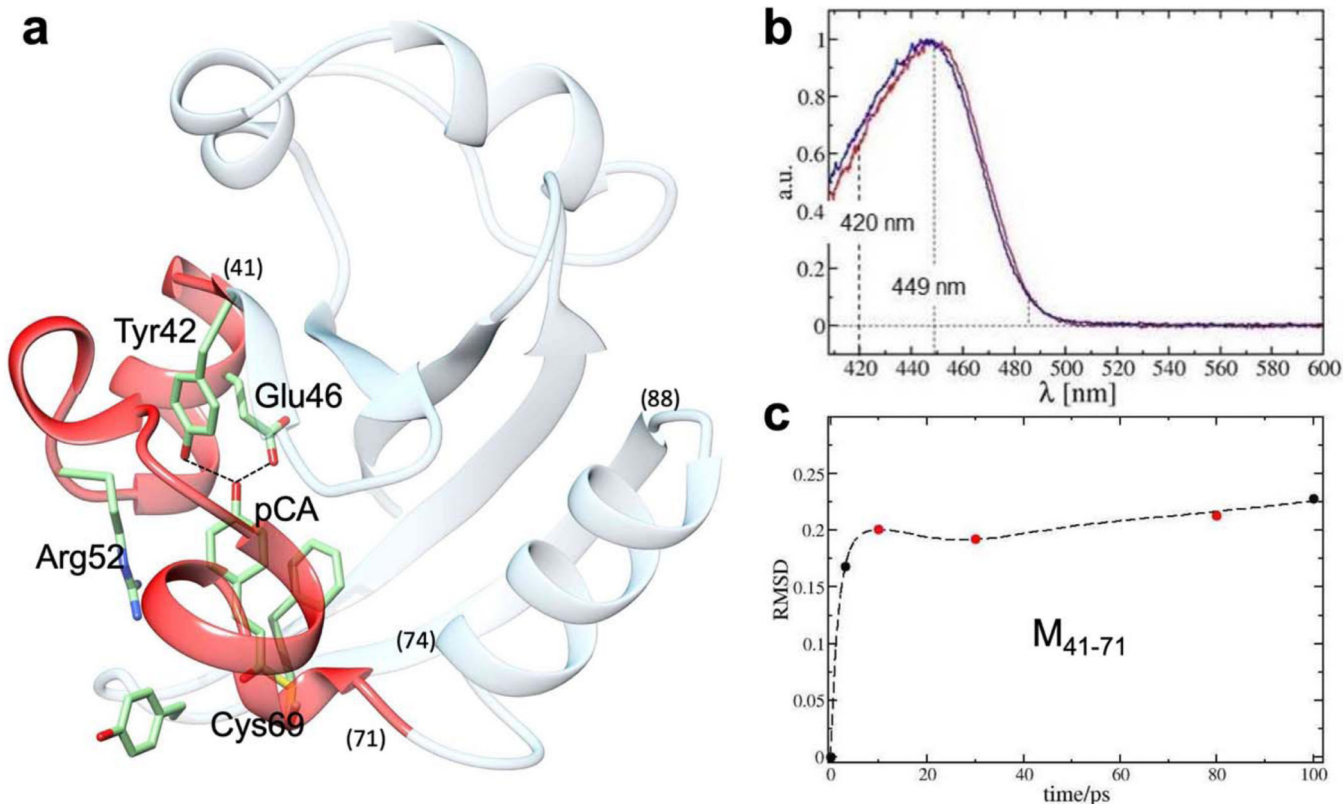 a
(41)
Tyr42
Glu46
(88)
pCA
Arg52
(74)
Cys69
(71)
b
1
0.8
0.6
0.4
0.2
0
a.u.
420 nm
449 nm
420 440 460 480 500 520 540 560 580 600
λ [nm]
c
0.25
0.20
0.15
0.10
0.05
0
RMSD
M41-71
0 20 40 60 80 100
time/ps